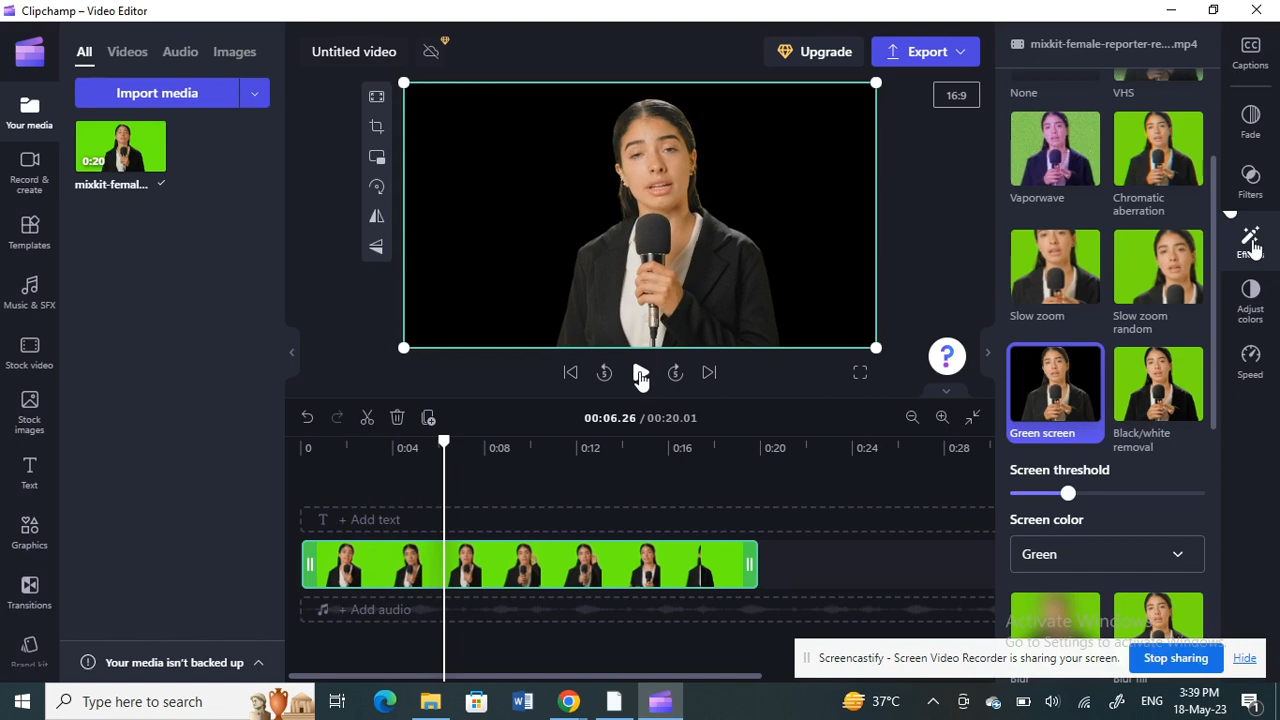 Clipchamp – Video Editor
All Videos Audio Images
Import media
0:20
mixkit-femal...
Your media
Record &
create
Templates
Music & SFX
Stock video
Stock
images
Text
Graphics
Transitions
Brand kit
Your media isn't backed up
Untitled video
Upgrade
Export
16:9
5
5
?
00:06.26 / 00:20.01
0 0:04 0:08 0:12 0:16 0:20 0:24 0:28
T + Add text
+ Add audio
mixkit-female-reporter-re....mp4
None VHS
Vaporwave
Chromatic
aberration
Slow zoom
Slow zoom
random
Green screen
Black/white
removal
Screen threshold
Screen color
Green
CC
Captions
Fade
Filters
Adjust
colors
Speed
Activate Windows
Go to Settings to activate Windows.
Screencastify - Screen Video Recorder is sharing your screen.
Stop sharing
Hide
Type here to search
37°C
ENG
3:39 PM
18-May-23
1